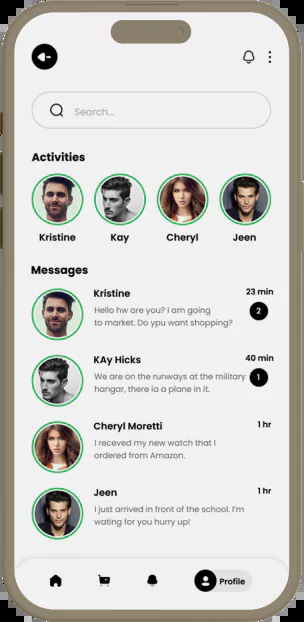 Search...
Activities
Kristine Kay Cheryl Jeen
Messages
Kristine 23 min
Hello hw are you? I am going 2
to market. Do ypu want shopping?
KAy Hicks 40 min
We are on the runways at the military 1
hangar, there ia a plane in it.
Cheryl Moretti 1 hr
I receved my new watch that I
ordered from Amazon.
Jeen 1 hr
I just arrived in front of the school. I'm
wating for you hurry up!
Profile